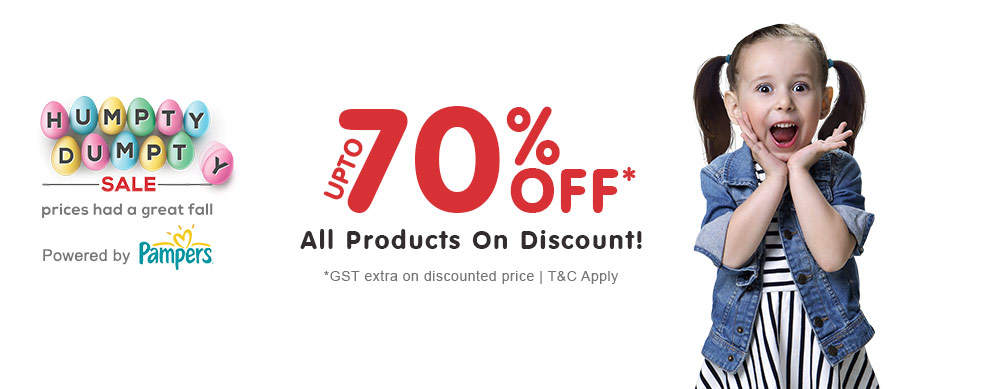 HUMPTY
DUMPTY
SALE
prices had a great fall
Powered by Pampers
UPTO 70% OFF*
All Products On Discount!
*GST extra on discounted price | T&C Apply